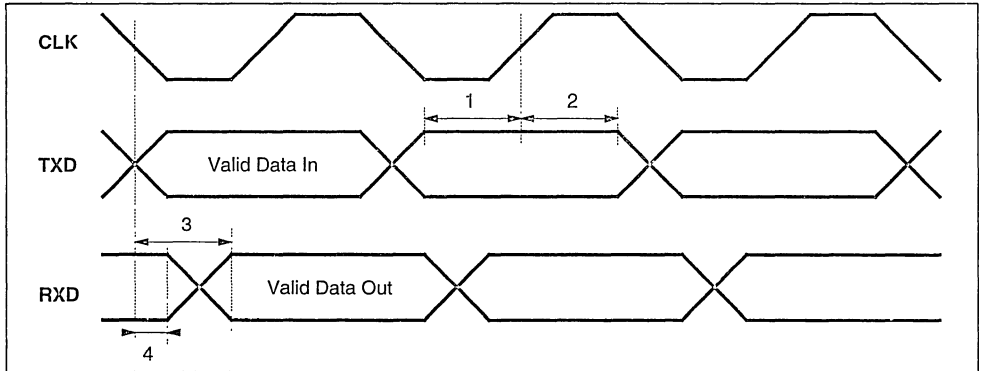 CLK
1
2
TXD
Valid Data In
3
RXD
Valid Data Out
4